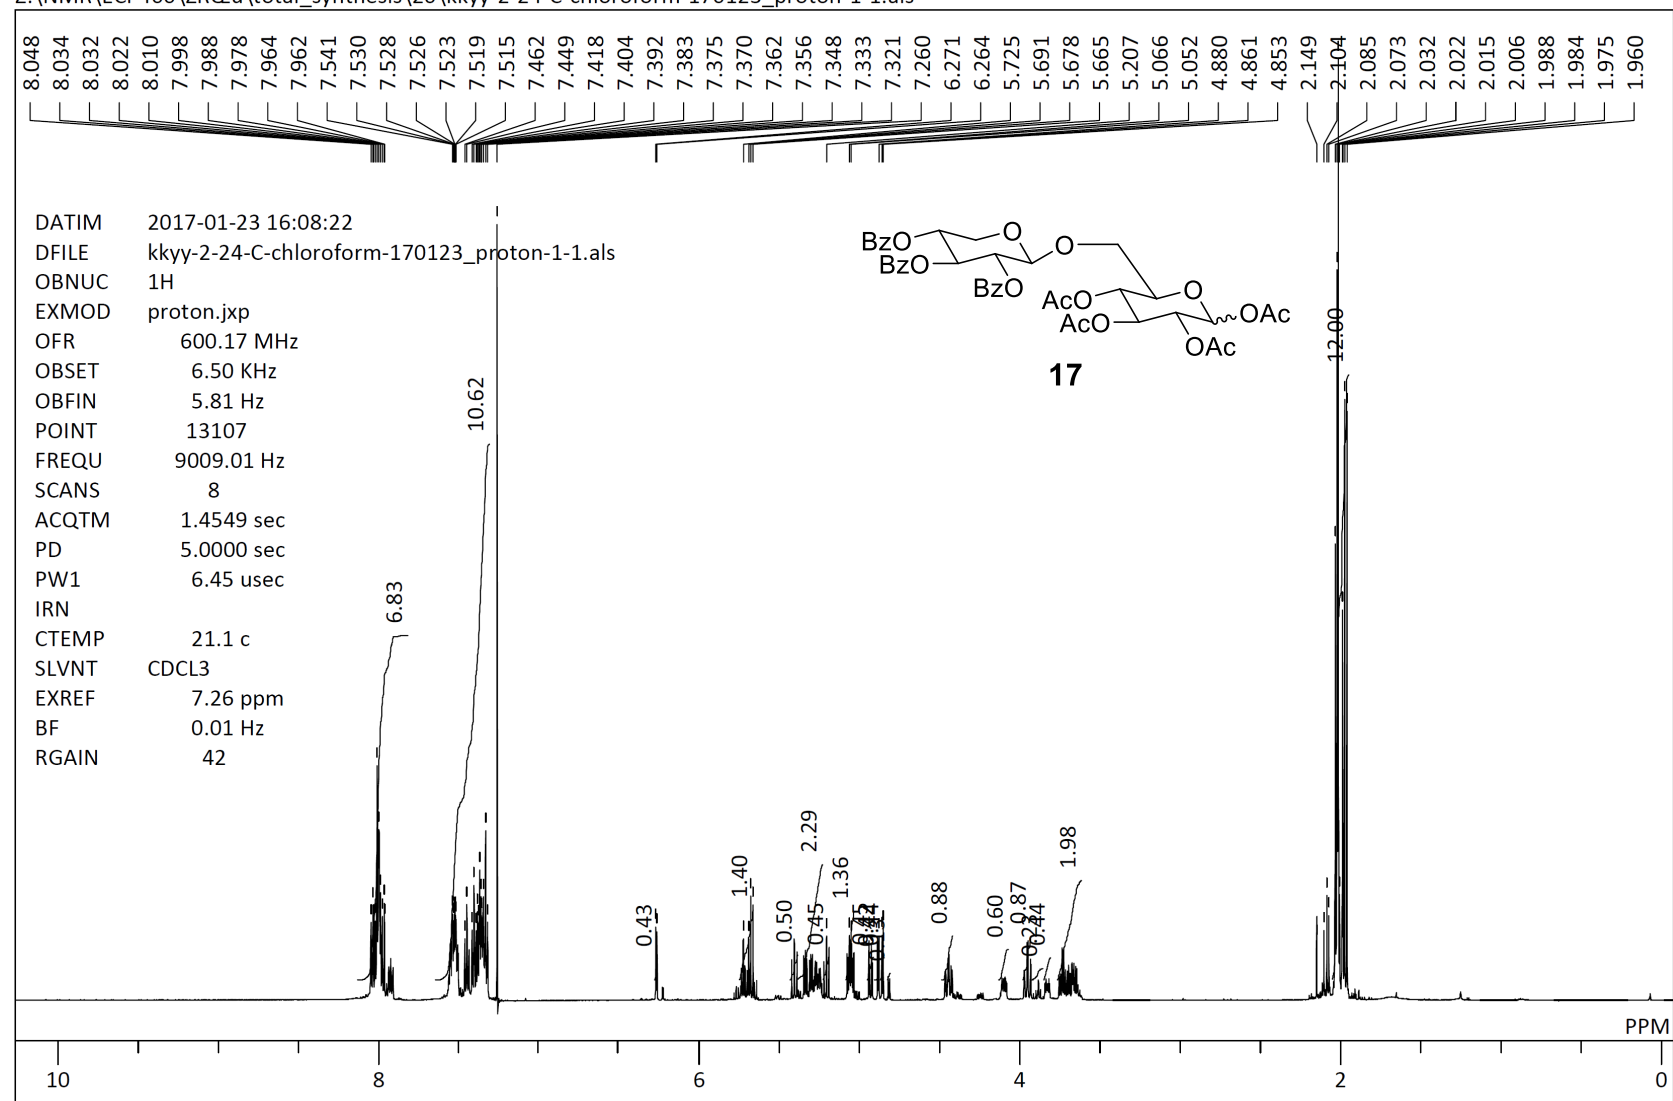 8.048 8.034 8.032 8.022 8.010 7.998 7.988 7.978 7.964 7.962 7.541 7.530 7.528 7.526 7.523 7.519 7.515 7.462 7.449 7.418 7.404 7.392 7.383 7.375 7.370 7.362 7.356 7.348 7.333 7.321 7.260 6.271 6.264 5.725 5.691 5.678 5.665 5.207 5.066 5.052 4.880 4.861 4.853 2.149 2.104 2.085 2.073 2.032 2.022 2.015 2.006 1.988 1.984 1.975 1.960
DATIM 2017-01-23 16:08:22
DFILE kkyy-2-24-C-chloroform-170123_proton-1-1.als
OBNUC 1H
EXMOD proton.jxp
OFR 600.17 MHz
OBSET 6.50 KHz
OBFIN 5.81 Hz
POINT 13107
FREQU 9009.01 Hz
SCANS 8
ACQTM 1.4549 sec
PD 5.0000 sec
PW1 6.45 usec
IRN
CTEMP 21.1 c
SLVNT CDCL3
EXREF 7.26 ppm
BF 0.01 Hz
RGAIN 42
BzO O O
BzO
BzO AcO O OAc
AcO
OAc
17
6.83
10.62
0.43
1.40
0.50
2.29
0.45
1.36
0.88
0.60
0.87
0.44
1.98
12.00
PPM
10 8 6 4 2 0